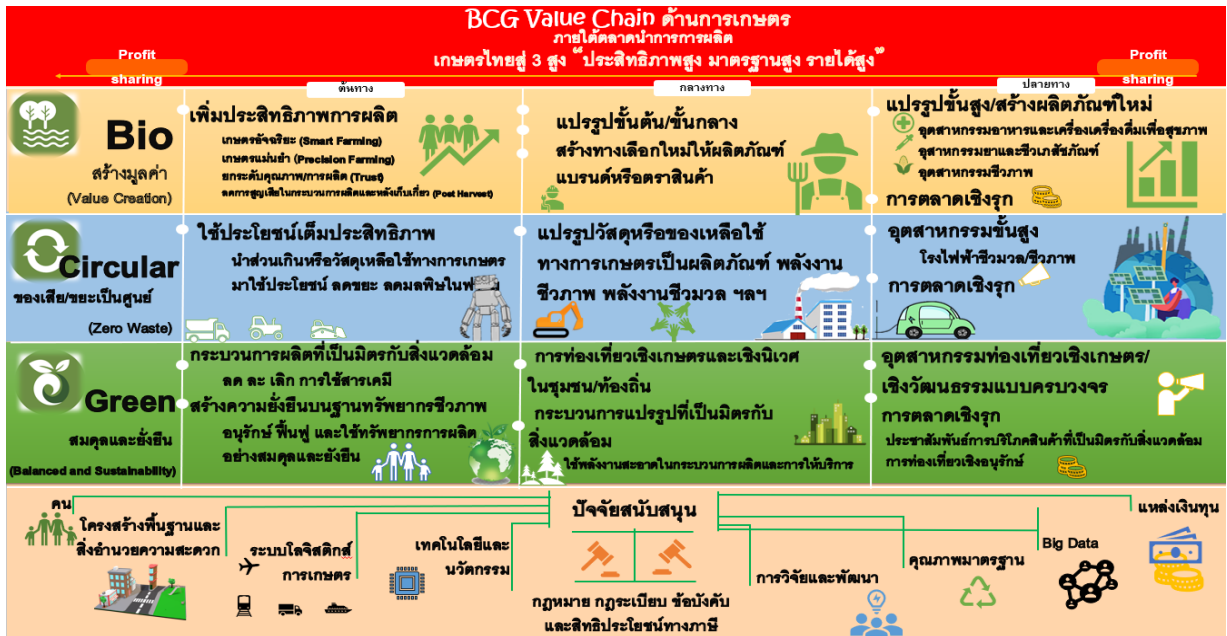 BCG Value Chain ด้านการเกษตร
ภายใต้ตลาดนำการการผลิต
เกษตรไทยสู่ 3 สูง “ประสิทธิภาพสูง มาตรฐานสูง รายได้สูง”
Profit
sharing
Profit
sharing
ต้นทาง
กลางทาง
ปลายทาง
Bio
สร้างมูลค่า
(Value Creation)
เพิ่มประสิทธิภาพการผลิต
เกษตรอัจฉริยะ (Smart Farming)
เกษตรแม่นยำ (Precision Farming)
ยกระดับคุณภาพ/การผลิต (Trust)
ลดการสูญเสียในกระบวนการผลิตและหลังเก็บเกี่ยว (Post Harvest)
แปรรูปขั้นต้น/ขั้นกลาง
สร้างทางเลือกใหม่ให้ผลิตภัณฑ์
แบรนด์หรือตราสินค้า
แปรรูปขั้นสูง/สร้างผลิตภัณฑ์ใหม่
อุตสาหกรรมอาหารและเครื่องเครื่องดื่มเพื่อสุขภาพ
อุสาหกรรมยาและชีวเภสัชภัณฑ์
อุตสาหกรรมชีวภาพ
การตลาดเชิงรุก
Circular
ของเสีย/ขยะเป็นศูนย์
(Zero Waste)
ใช้ประโยชน์เต็มประสิทธิภาพ
นำส่วนเกินหรือวัสดุเหลือใช้ทางการเกษตร
มาใช้ประโยชน์ ลดขยะ ลดมลพิษในฟ
แปรรูปวัสดุหรือของเหลือใช้
ทางการเกษตรเป็นผลิตภัณฑ์ พลังงาน
ชีวภาพ พลังงานชีวมวล ฯลฯ
อุตสาหกรรมขั้นสูง
โรงไฟฟ้าชีวมวล/ชีวภาพ
การตลาดเชิงรุก
Green
สมดุลและยั่งยืน
(Balanced and Sustainability)
กระบวนการผลิตที่เป็นมิตรกับสิ่งแวดล้อม
ลด ละ เลิก การใช้สารเคมี
สร้างความยั่งยืนบนฐานทรัพยากรชีวภาพ
อนุรักษ์ ฟื้นฟู และใช้ทรัพยากรการผลิต
อย่างสมดุลและยั่งยืน
การท่องเที่ยวเชิงเกษตรและเชิงนิเวศ
ในชุมชน/ท้องถิ่น
กระบวนการแปรรูปที่เป็นมิตรกับ
สิ่งแวดล้อม
ใช้พลังงานสะอาดในกระบวนการผลิตและการให้บริการ
อุตสาหกรรมท่องเที่ยวเชิงเกษตร/
เชิงวัฒนธรรมแบบครบวงจร
การตลาดเชิงรุก
ประชาสัมพันธ์การบริโภคสินค้าที่เป็นมิตรกับสิ่งแวดล้อม
การท่องเที่ยวเชิงอนุรักษ์
ปัจจัยสนับสนุน
คน
โครงสร้างพื้นฐานและ
สิ่งอำนวยความสะดวก
ระบบโลจิสติกส์
การเกษตร
เทคโนโลยีและ
นวัตกรรม
กฎหมาย กฎระเบียบ ข้อบังคับ
และสิทธิประโยชน์ทางภาษี
การวิจัยและพัฒนา
คุณภาพมาตรฐาน
Big Data
แหล่งเงินทุน